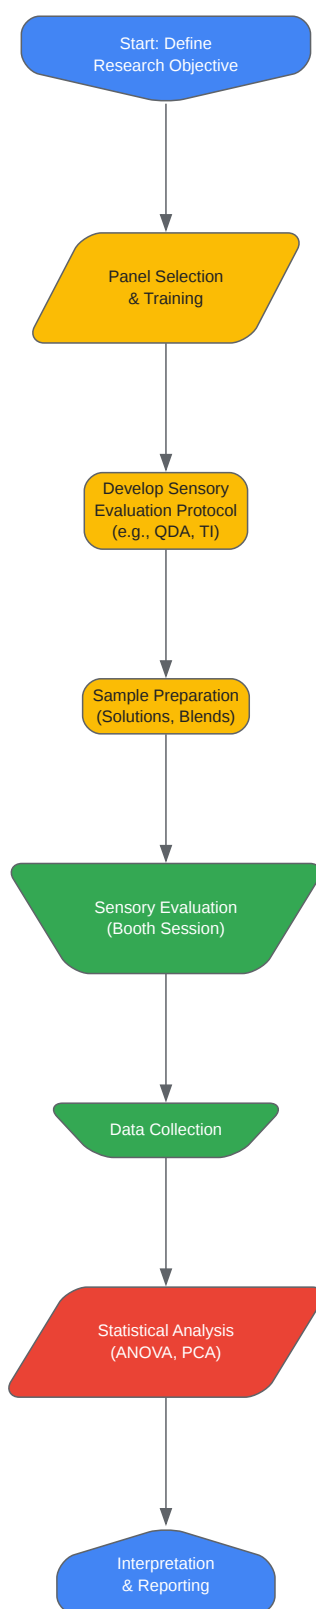 Start: Define
Research Objective
Panel Selection
& Training
Develop Sensory
Evaluation Protocol
(e.g., QDA, TI)
Sample Preparation
(Solutions, Blends)
Sensory Evaluation
(Booth Session)
Data Collection
Statistical Analysis
(ANOVA, PCA)
Interpretation
& Reporting